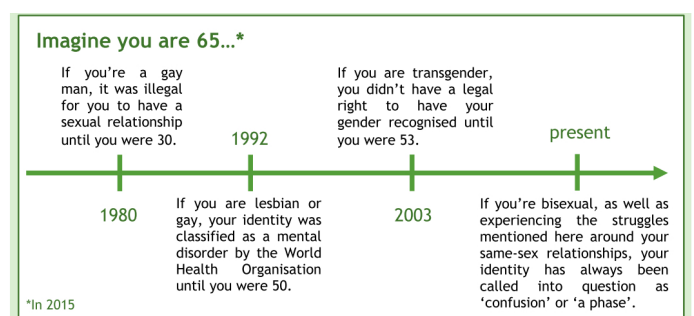 Imagine you are 65…*
If you're a gay
man, it was illegal
for you to have a
sexual relationship
until you were 30.
1992
If you are transgender,
you didn't have a legal
right to have your
gender recognised until
you were 53.
present
1980
If you are lesbian or
gay, your identity was
classified as a mental
disorder by the World
Health Organisation
until you were 50.
2003
If you're bisexual, as well as
experiencing the struggles
mentioned here around your
same-sex relationships, your
identity has always been
called into question as
‘confusion’ or ‘a phase’.
*In 2015